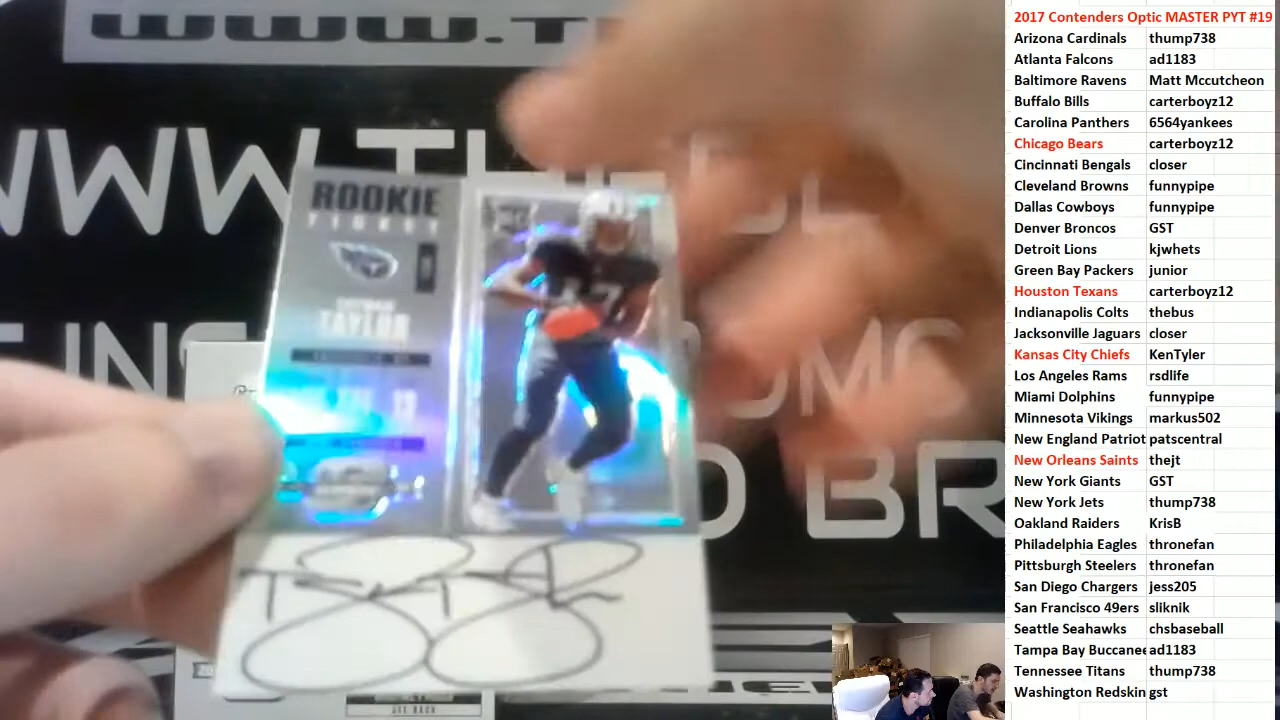 ROOKIE
TICKET
TAYLOR
2017 Contenders Optic MASTER PYT #19
Arizona Cardinals thump738
Atlanta Falcons ad1183
Baltimore Ravens Matt Mccutcheon
Buffalo Bills carterboyz12
Carolina Panthers 6564yankees
Chicago Bears carterboyz12
Cincinnati Bengals closer
Cleveland Browns funnypipe
Dallas Cowboys funnypipe
Denver Broncos GST
Detroit Lions kjwhets
Green Bay Packers junior
Houston Texans carterboyz12
Indianapolis Colts thebus
Jacksonville Jaguars closer
Kansas City Chiefs KenTyler
Los Angeles Rams rsdlife
Miami Dolphins funnypipe
Minnesota Vikings markus502
New England Patriot patscentral
New Orleans Saints thejt
New York Giants GST
New York Jets thump738
Oakland Raiders KrisB
Philadelphia Eagles thronefan
Pittsburgh Steelers thronefan
San Diego Chargers jess205
San Francisco 49ers sliknik
Seattle Seahawks chsbaseball
Tampa Bay Buccanee ad1183
Tennessee Titans thump738
Washington Redskin gst